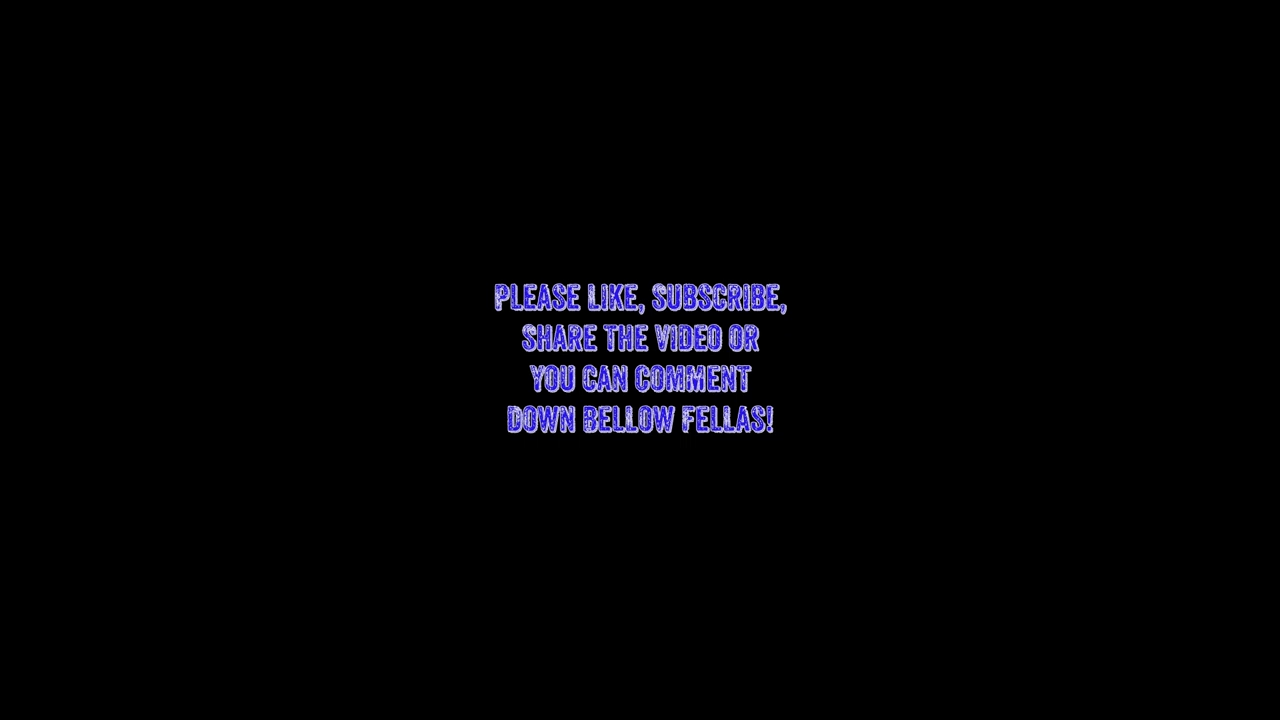 PLEASE LIKE, SUBSCRIBE,
SHARE THE VIDEO OR
YOU CAN COMMENT
DOWN BELLOW FELLAS!